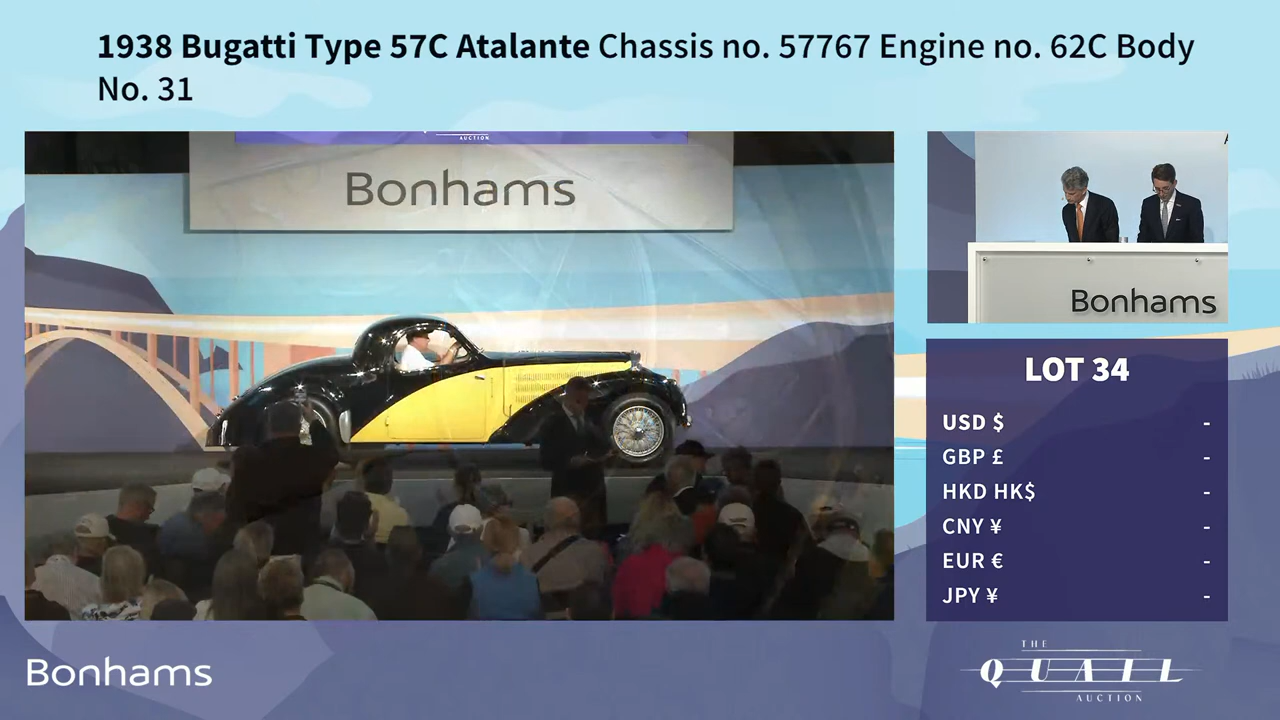 1938 Bugatti Type 57C Atalante Chassis no. 57767 Engine no. 62C Body
No. 31
AUCTION
Bonhams
Bonhams
LOT 34
USD $ -
GBP £ -
HKD HK$ -
CNY ¥ -
EUR € -
JPY ¥ -
Bonhams
THE
QUAIL
AUCTION